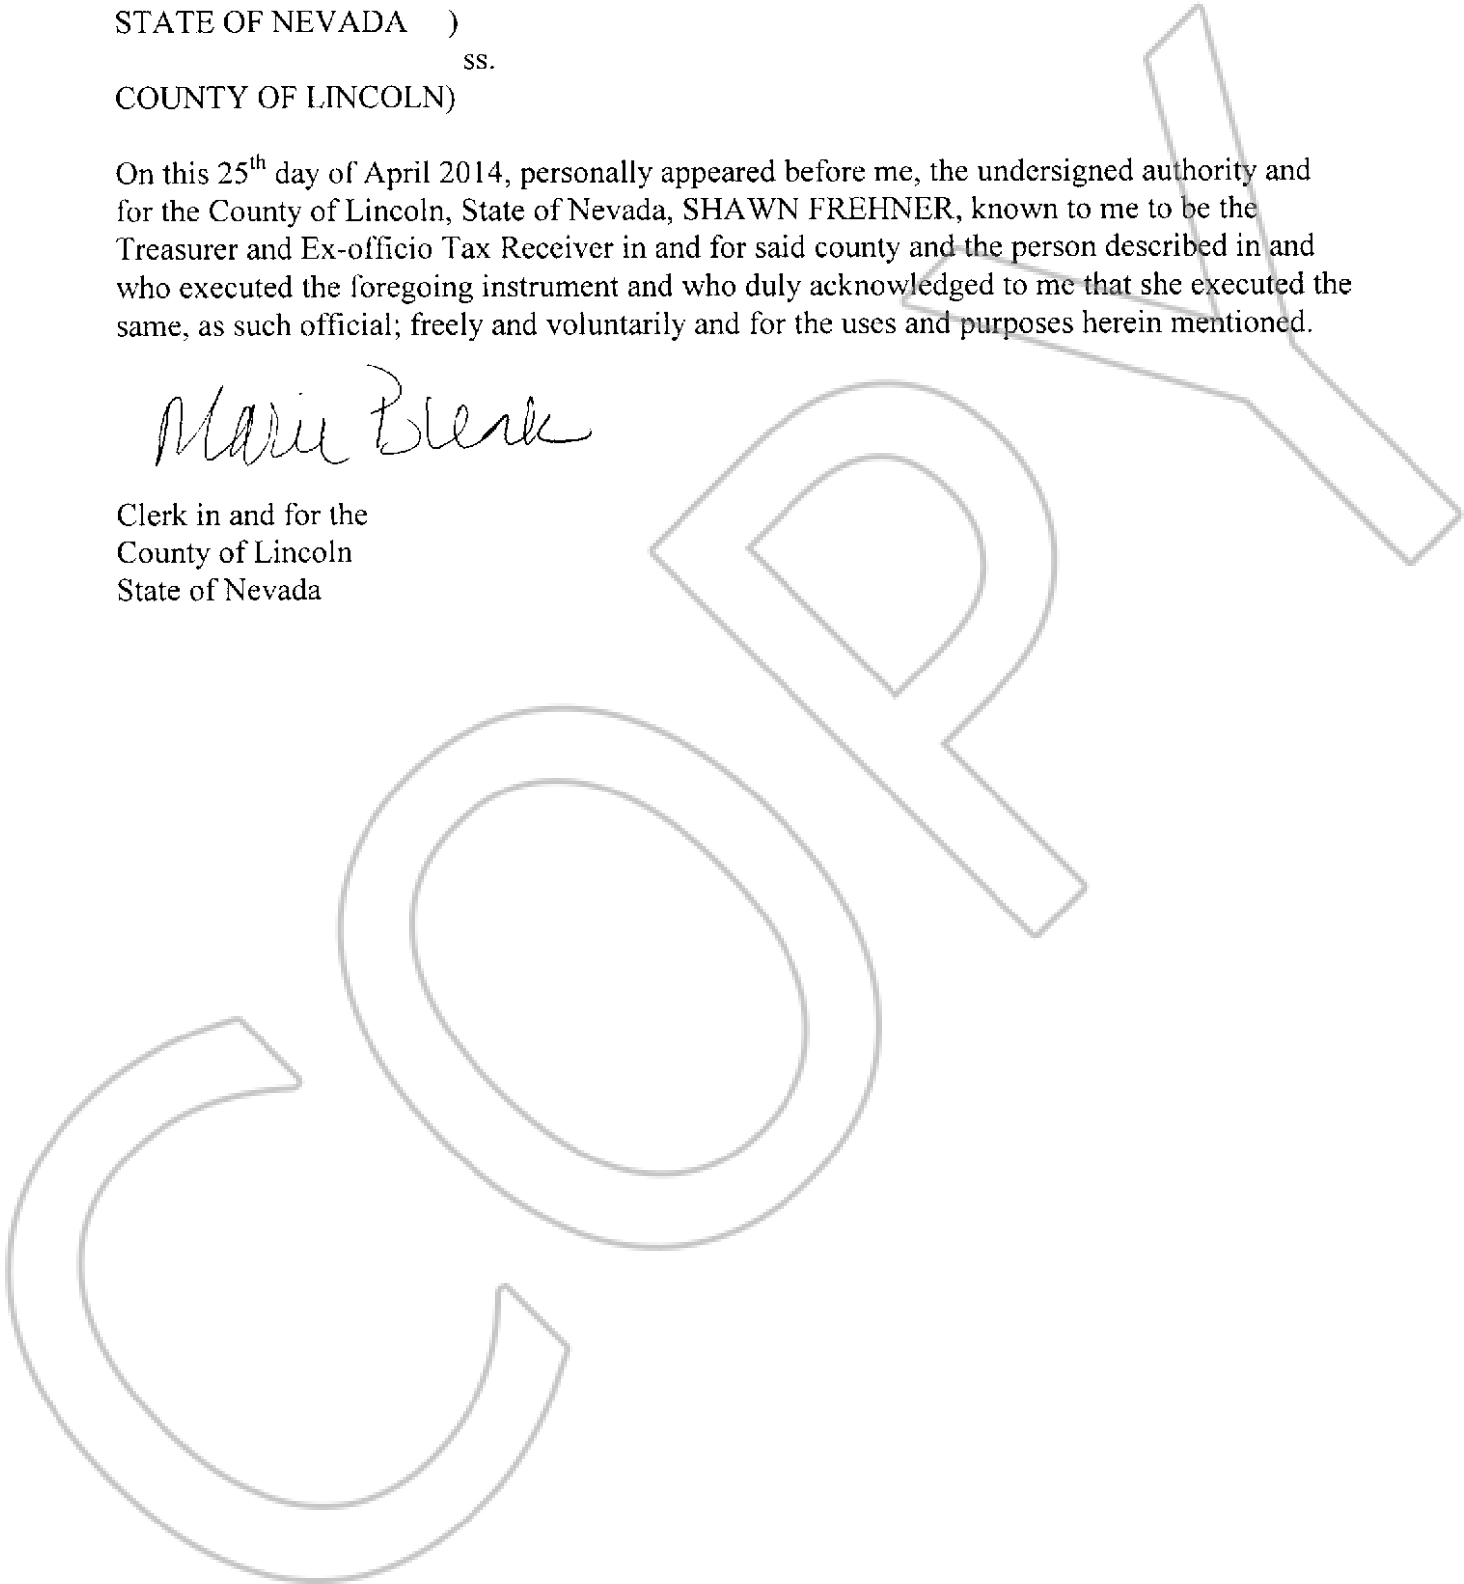 STATE OF NEVADA )
ss.
COUNTY OF LINCOLN)
On this 25th day of April 2014, personally appeared before me, the undersigned authority and
for the County of Lincoln, State of Nevada, SHAWN FREHNER, known to me to be the
Treasurer and Ex-officio Tax Receiver in and for said county and the person described in and
who executed the foregoing instrument and who duly acknowledged to me that she executed the
same, as such official; freely and voluntarily and for the uses and purposes herein mentioned.
Marie
Clerk in and for the
County of Lincoln
State of Nevada
COPY